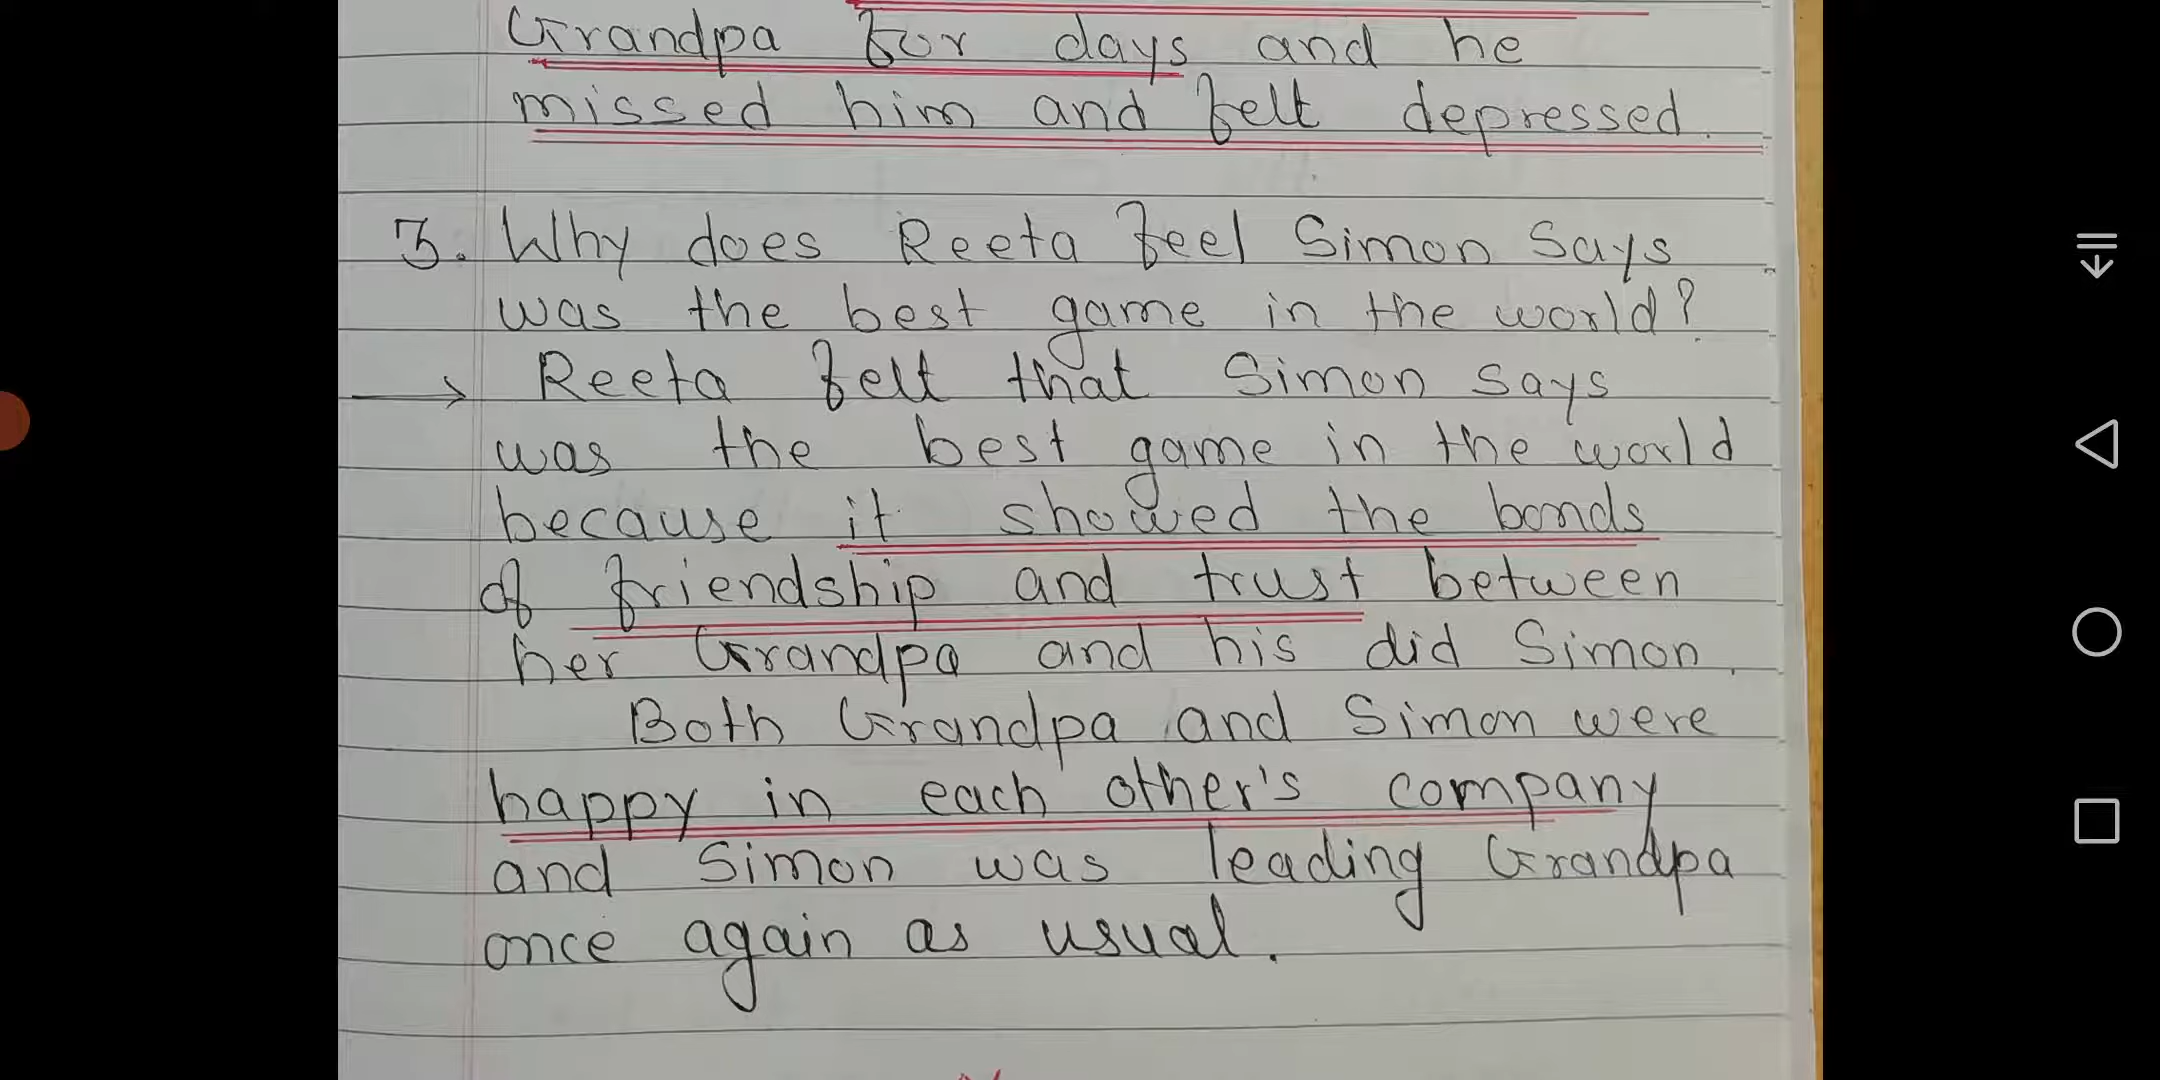 Grandpa for days and he
missed him and felt depressed.
3. Why does Reeta feel Simon Says
was the best game in the world?
→ Reeta felt that Simon says
was the best game in the world
because it showed the bonds
of friendship and trust between
her Grandpa and his did Simon.
Both Grandpa and Simon were
happy in each other's company
and Simon was leading Grandpa
once again as usual.